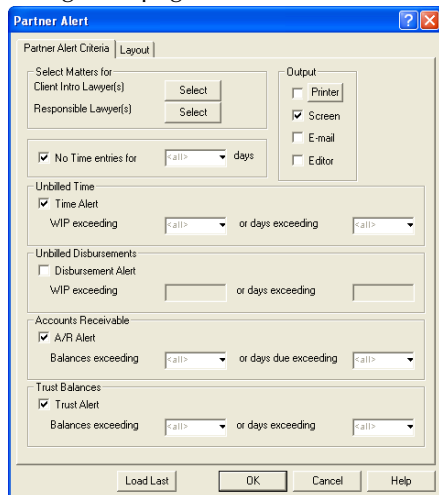 Partner Alert
Partner Alert Criteria Layout
Select Matters for
Output
Client Intro Lawyer(s) Select
Printer
Responsible Lawyer(s) Select
Screen
E-mail
No Time entries for <all> days
Editor
Unbilled Time
Time Alert
WIP exceeding <all> or days exceeding <all>
Unbilled Disbursements
Disbursement Alert
WIP exceeding or days exceeding
Accounts Receivable
A/R Alert
Balances exceeding <all> or days due exceeding <all>
Trust Balances
Trust Alert
Balances exceeding <all> or days exceeding <all>
Load Last OK Cancel Help